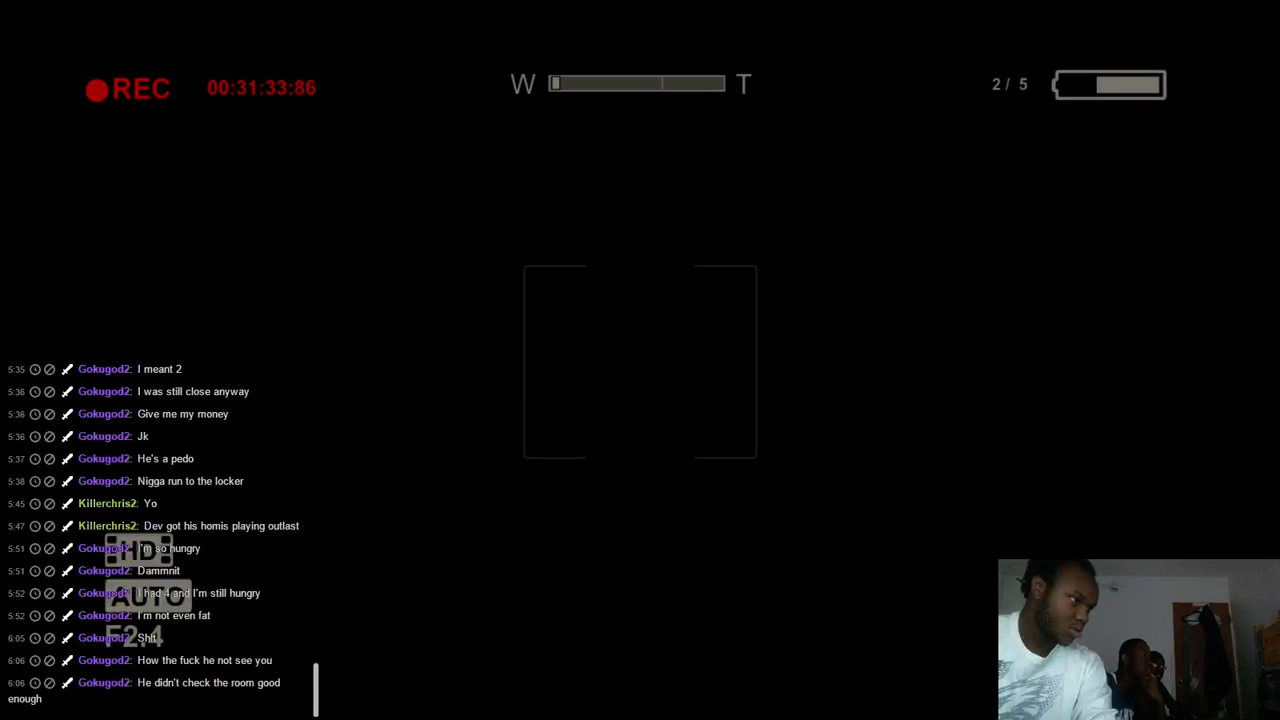 REC 00:31:33:86 W T 2 / 5
5:35 Gokugod2: I meant 2
5:36 Gokugod2: I was still close anyway
5:36 Gokugod2: Give me my money
5:36 Gokugod2: Jk
5:37 Gokugod2: He's a pedo
5:38 Gokugod2: Nigga run to the locker
5:45 Killerchris2: Yo
5:47 Killerchris2: Dev got his homis playing outlast
5:51 Gokugod2: I'm so hungry
HD
5:51 Gokugod2: Dammnit
5:52 Gokugod2: I had 4 and I'm still hungry
AUTO
5:52 Gokugod2: I'm not even fat
6:05 Gokugod2: Shit
F2.4
6:06 Gokugod2: How the fuck he not see you
6:06 Gokugod2: He didn't check the room good
enough